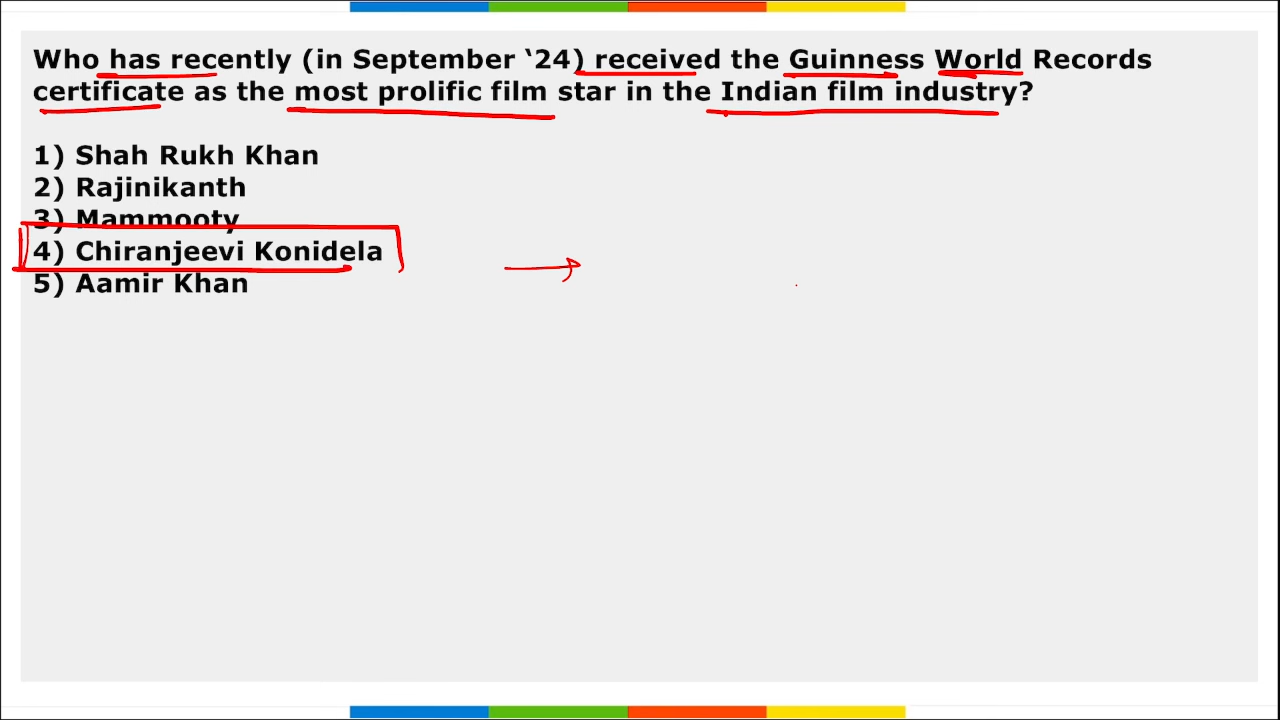 Who has recently (in September ‘24) received the Guinness World Records
certificate as the most prolific film star in the Indian film industry?
1) Shah Rukh Khan
2) Rajinikanth
3) Mammooty
4) Chiranjeevi Konidela
5) Aamir Khan